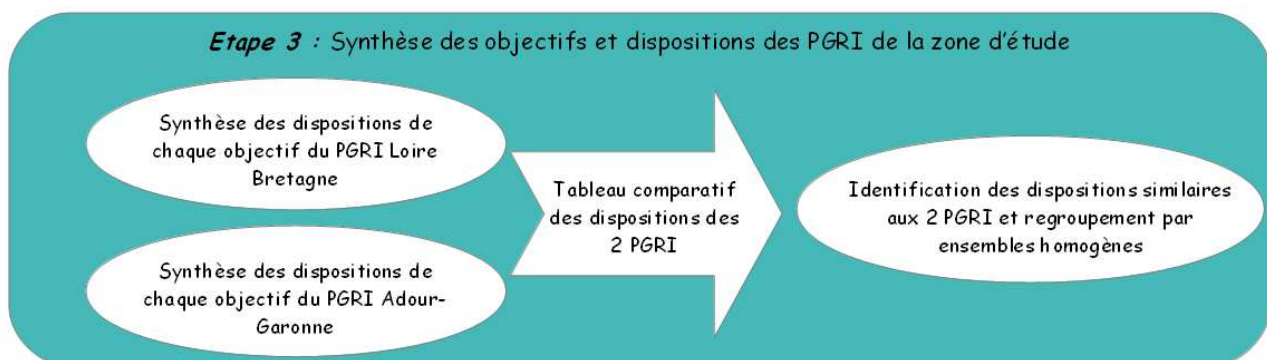 Etape 3 : Synthèse des objectifs et dispositions des PGRI de la zone d'étude
Synthèse des dispositions de
chaque objectif du PGRI Loire
Bretagne
Synthèse des dispositions de
chaque objectif du PGRI Adour-
Garonne
Tableau comparatif
des dispositions des
2 PGRI
Identification des dispositions similaires
aux 2 PGRI et regroupement par
ensembles homogènes